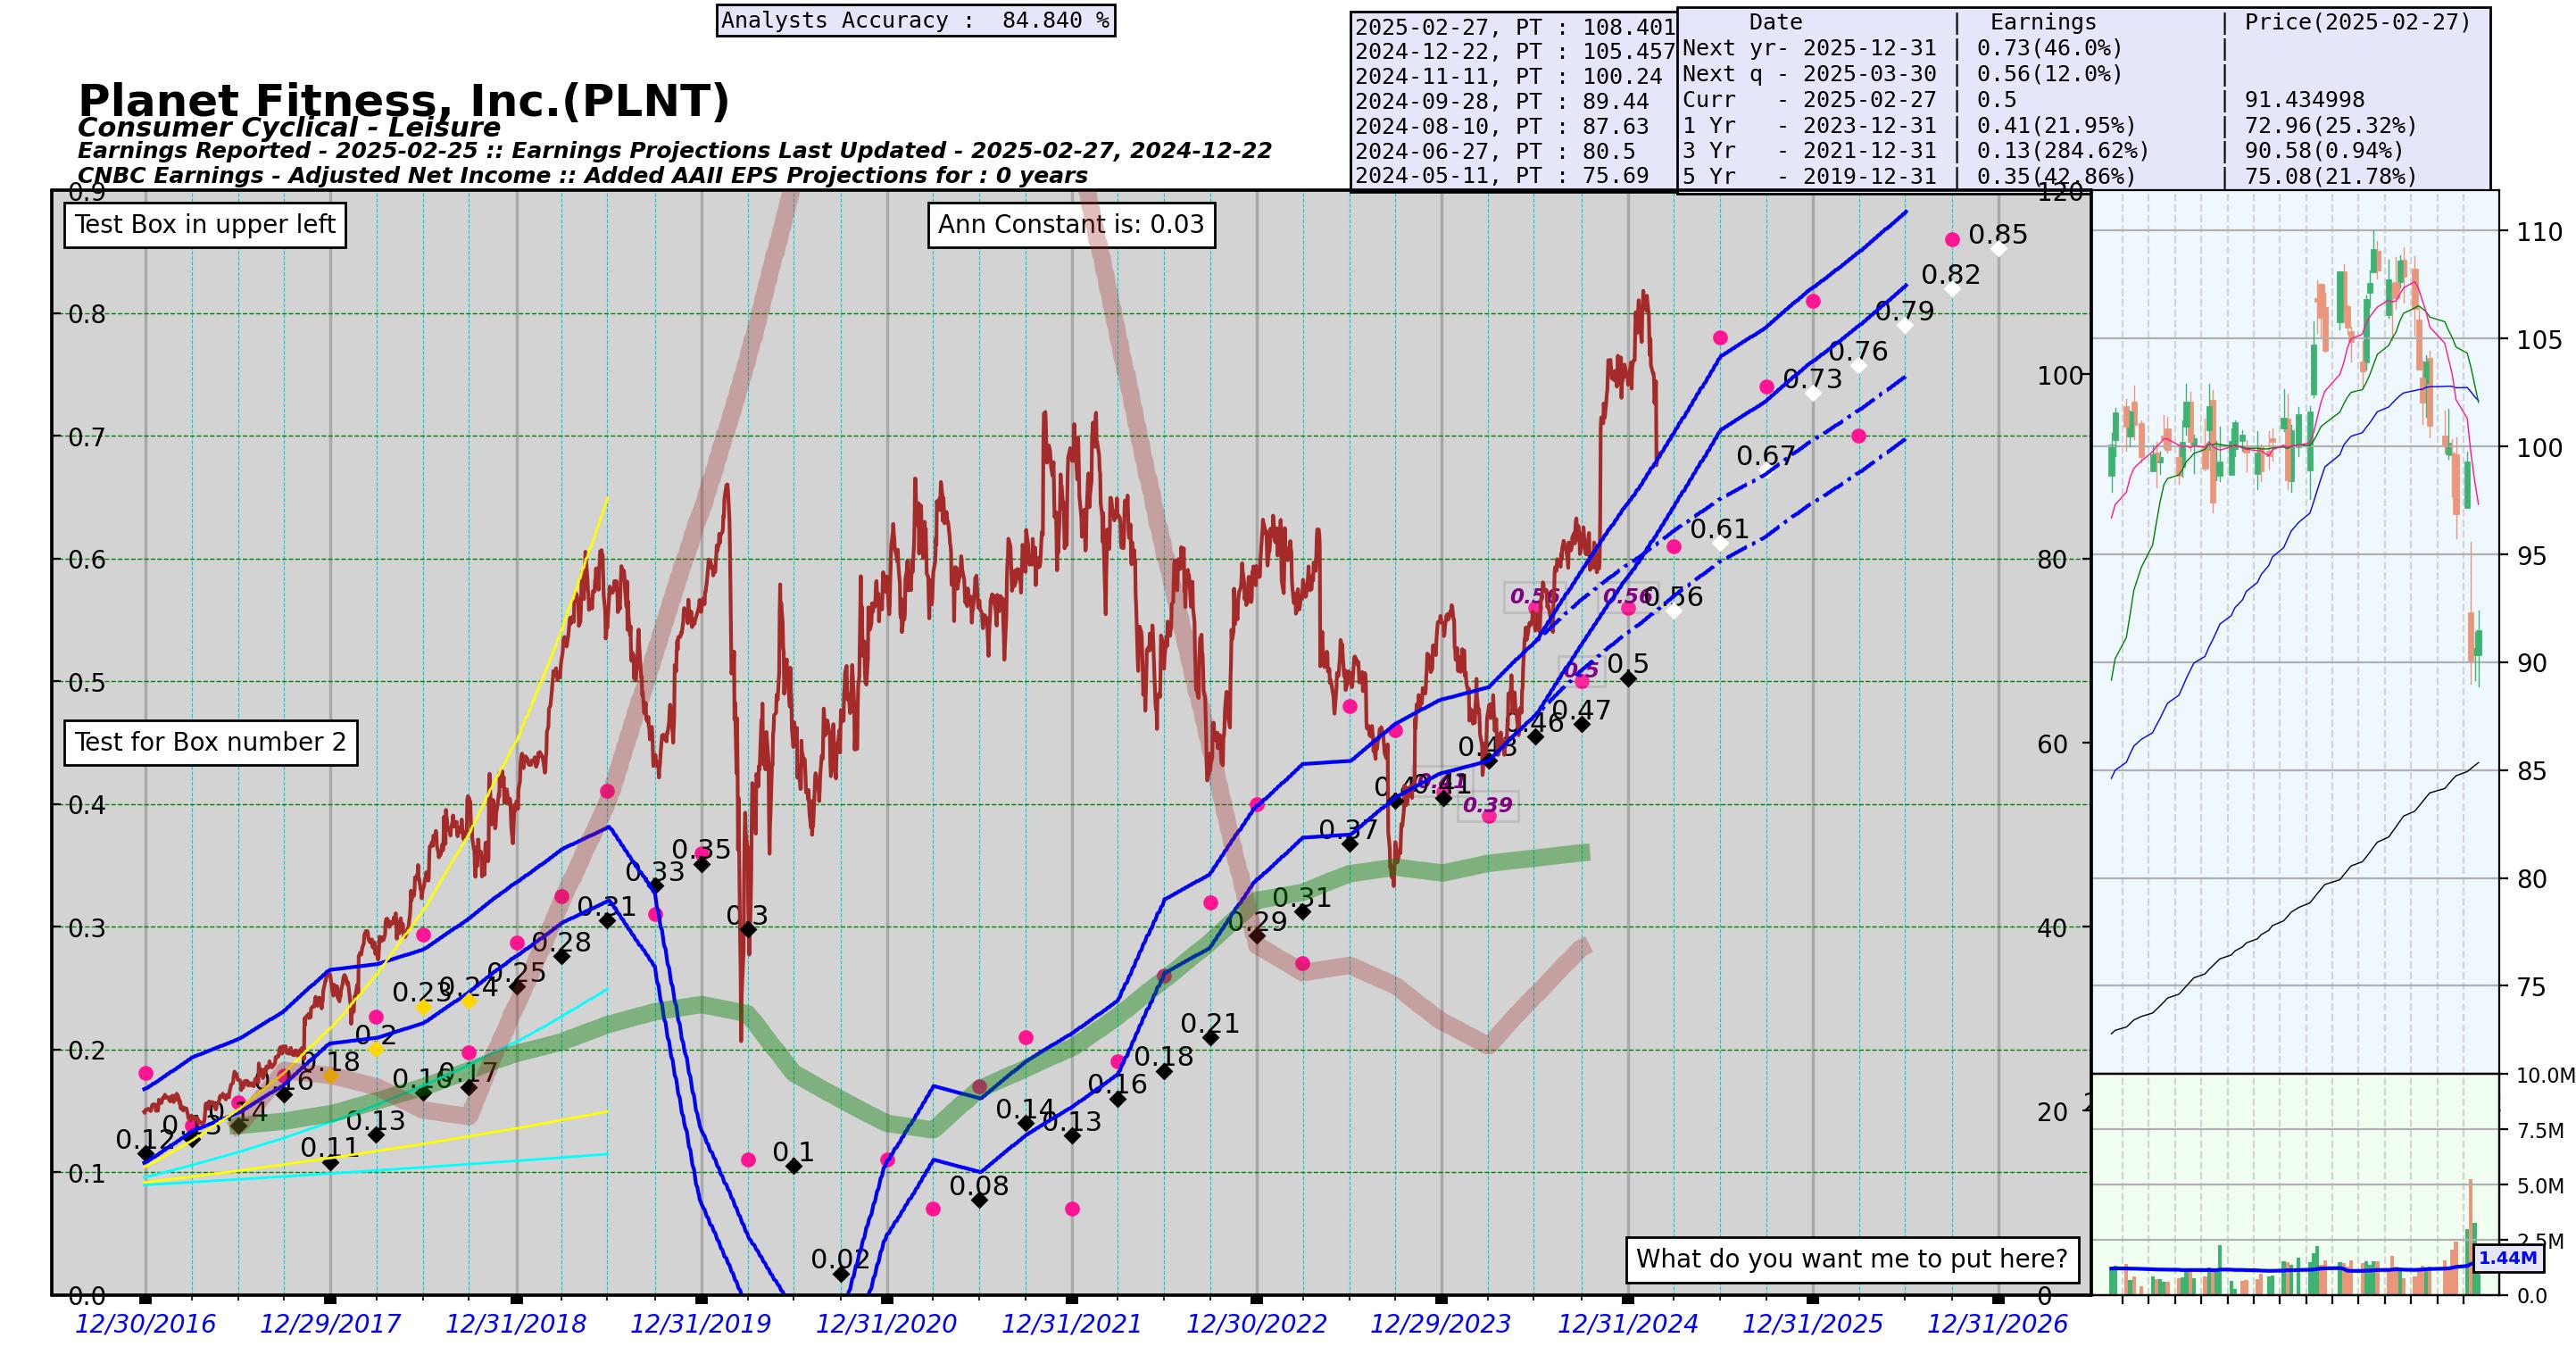 Analysts Accuracy :  84.840 %
2025-02-27, PT : 108.401
2024-12-22, PT : 105.457
2024-11-11, PT : 100.24
2024-09-28, PT : 89.44
2024-08-10, PT : 87.63
2024-06-27, PT : 80.5
2024-05-11, PT : 75.69
Date | Earnings | Price(2025-02-27)
Next yr- 2025-12-31 | 0.73(46.0%) |
Next q - 2025-03-30 | 0.56(12.0%) |
Curr - 2025-02-27 | 0.5 | 91.434998
1 Yr - 2023-12-31 | 0.41(21.95%) | 72.96(25.32%)
3 Yr - 2021-12-31 | 0.13(284.62%) | 90.58(0.94%)
5 Yr - 2019-12-31 | 0.35(42.86%) | 75.08(21.78%)
Planet Fitness, Inc.(PLNT)
Consumer Cyclical - Leisure
Earnings Reported - 2025-02-25 :: Earnings Projections Last Updated - 2025-02-27, 2024-12-22
CNBC Earnings - Adjusted Net Income :: Added AAII EPS Projections for : 0 years
Test Box in upper left
Ann Constant is: 0.03
Test for Box number 2
What do you want me to put here?
0.9
0.8
0.7
0.6
0.5
0.4
0.3
0.2
0.1
0.0
0.12
0.13
0.14
0.16
0.18
0.11
0.2
0.13
0.23
0.16
0.24
0.17
0.25
0.28
0.31
0.33
0.35
0.3
0.1
0.02
0.08
0.14
0.13
0.16
0.18
0.21
0.29
0.31
0.37
0.41
0.43
0.39
0.56
0.46
0.5
0.47
0.56
0.5
0.56
0.61
0.67
0.73
0.76
0.79
0.82
0.85
120
100
80
60
40
20
0
110
105
100
95
90
85
80
75
10.0M
7.5M
5.0M
2.5M
1.44M
0.0
12/30/2016
12/29/2017
12/31/2018
12/31/2019
12/31/2020
12/31/2021
12/30/2022
12/29/2023
12/31/2024
12/31/2025
12/31/2026